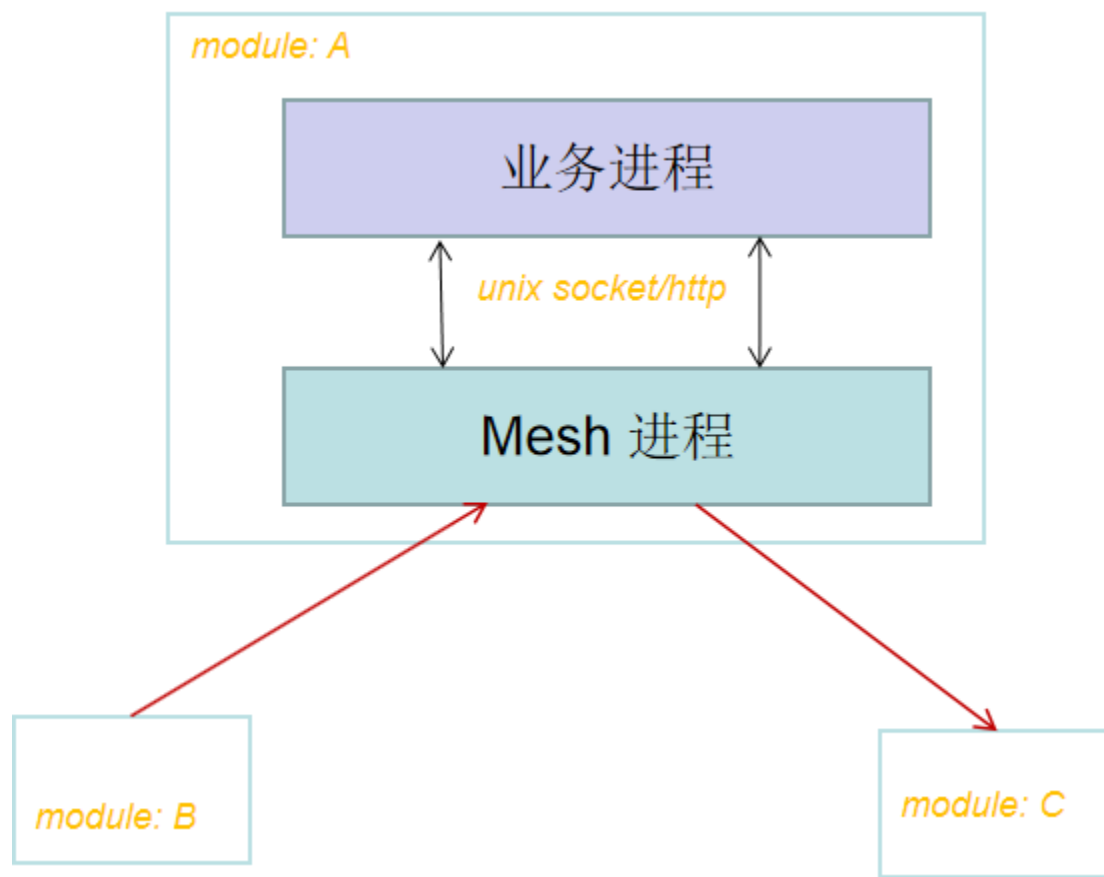 module: A
业务进程
unix socket/http
Mesh 进程
module: B
module: C